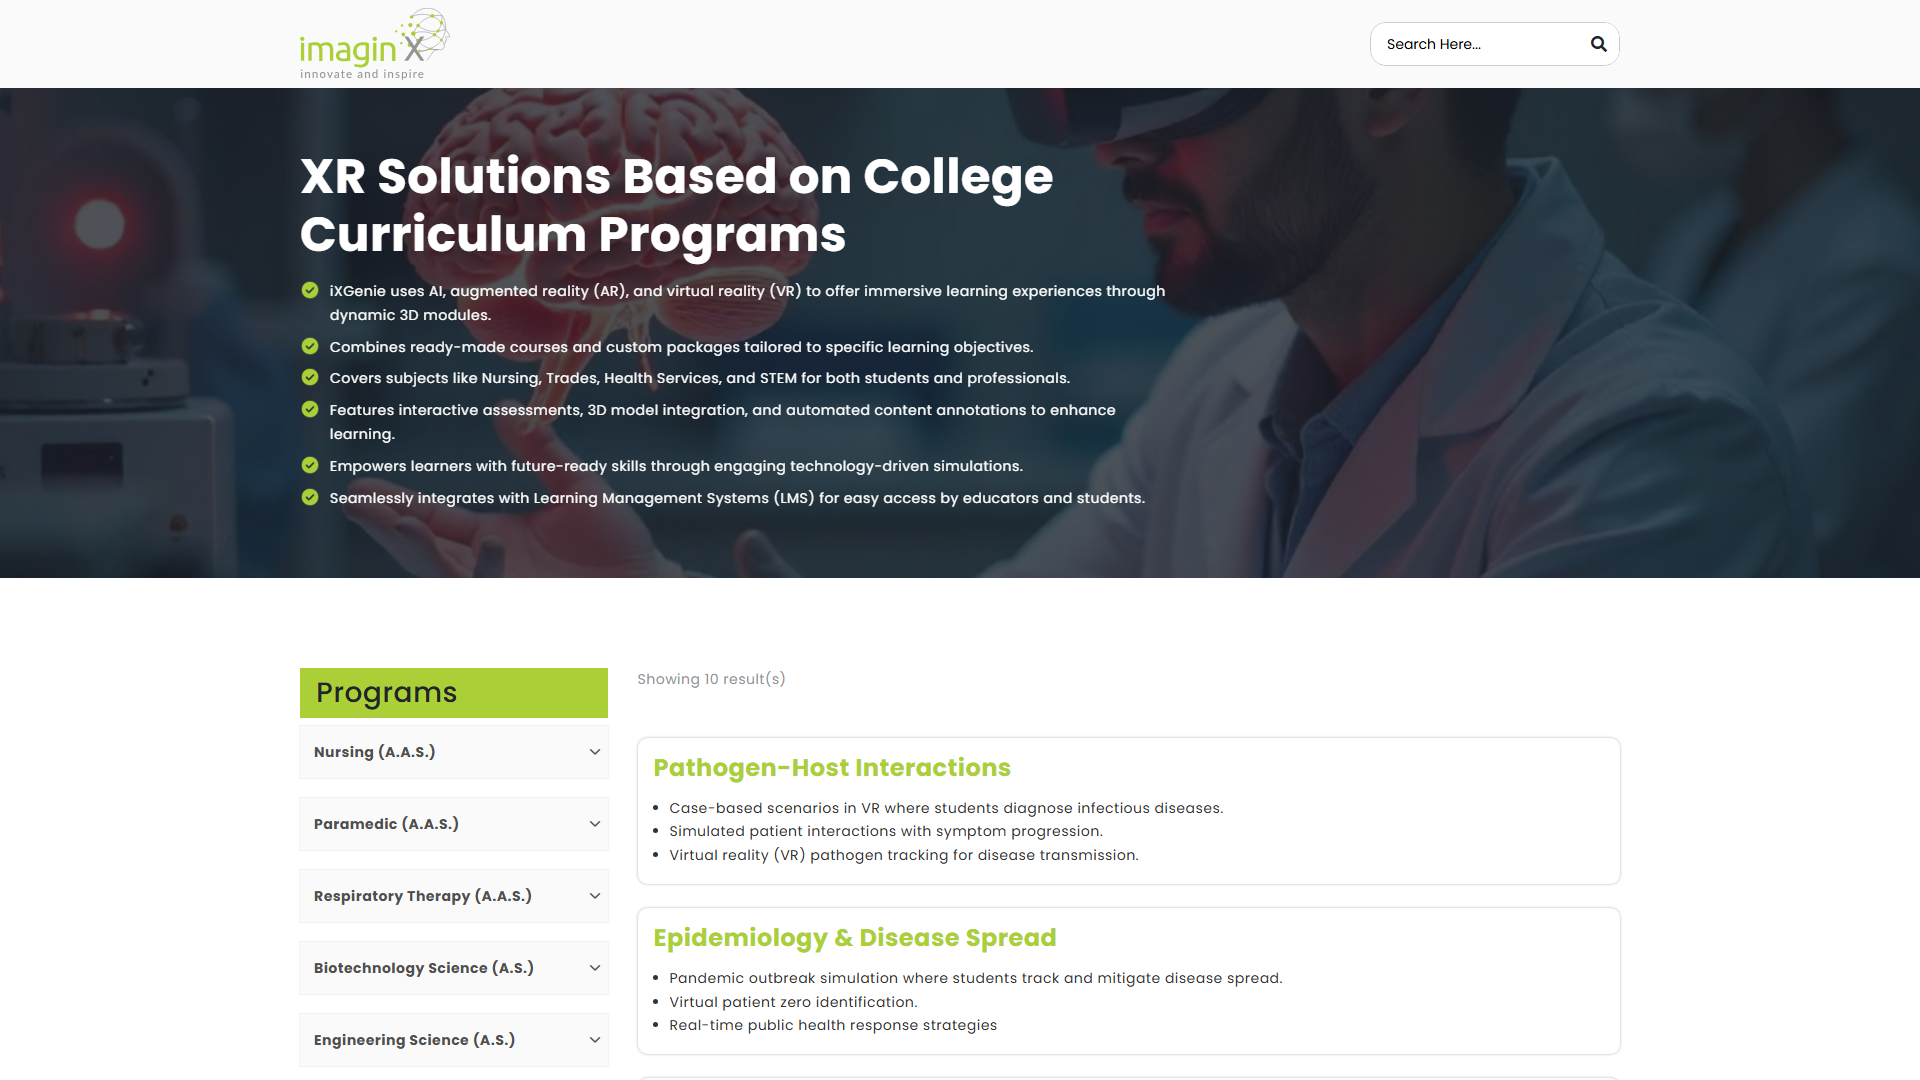 imagin X
innovate and inspire
Search Here...
XR Solutions Based on College
Curriculum Programs
iXGenie uses AI, augmented reality (AR), and virtual reality (VR) to offer immersive learning experiences through
dynamic 3D modules.
Combines ready-made courses and custom packages tailored to specific learning objectives.
Covers subjects like Nursing, Trades, Health Services, and STEM for both students and professionals.
Features interactive assessments, 3D model integration, and automated content annotations to enhance
learning.
Empowers learners with future-ready skills through engaging technology-driven simulations.
Seamlessly integrates with Learning Management Systems (LMS) for easy access by educators and students.
Programs
Nursing (A.A.S.)
Paramedic (A.A.S.)
Respiratory Therapy (A.A.S.)
Biotechnology Science (A.S.)
Engineering Science (A.S.)
Showing 10 result(s)
Pathogen-Host Interactions
Case-based scenarios in VR where students diagnose infectious diseases.
Simulated patient interactions with symptom progression.
Virtual reality (VR) pathogen tracking for disease transmission.
Epidemiology & Disease Spread
Pandemic outbreak simulation where students track and mitigate disease spread.
Virtual patient zero identification.
Real-time public health response strategies